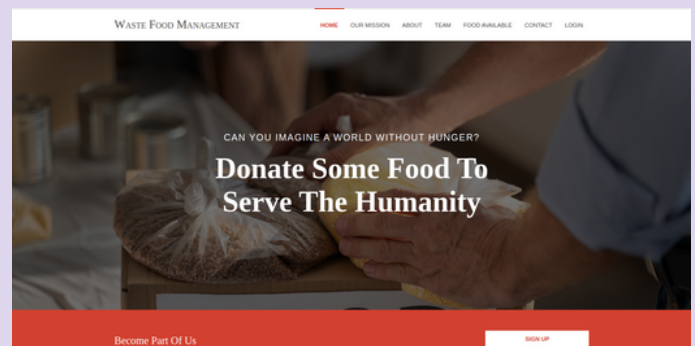 WASTE FOOD MANAGEMENT
HOME OUR MISSION ABOUT TEAM FOOD AVAILABLE CONTACT LOGIN
CAN YOU IMAGINE A WORLD WITHOUT HUNGER?
Donate Some Food To
Serve The Humanity
Become Part Of Us
SIGN UP